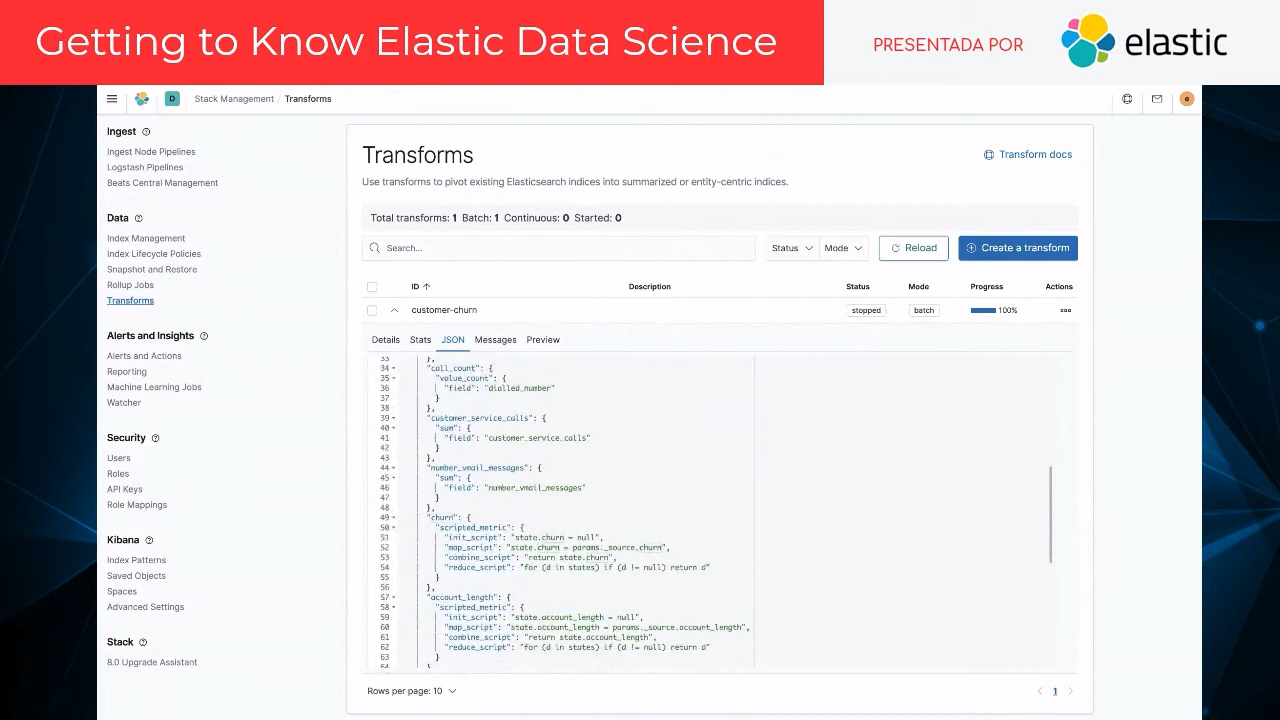 Getting to Know Elastic Data Science
PRESENTADA POR
elastic
D
Stack Management / Transforms
e
Ingest
Ingest Node Pipelines
Logstash Pipelines
Beats Central Management
Data
Index Management
Index Lifecycle Policies
Snapshot and Restore
Rollup Jobs
Transforms
Alerts and Insights
Alerts and Actions
Reporting
Machine Learning Jobs
Watcher
Security
Users
Roles
API Keys
Role Mappings
Kibana
Index Patterns
Saved Objects
Spaces
Advanced Settings
Stack
8.0 Upgrade Assistant
Transforms
Transform docs
Use transforms to pivot existing Elasticsearch indices into summarized or entity-centric indices.
Total transforms: 1 Batch: 1 Continuous: 0 Started: 0
Search...
Status
Mode
Reload
Create a transform
ID Description Status Mode Progress Actions
customer-churn stopped batch 100%
Details Stats JSON Messages Preview
33 },
34 "call_count": {
35 "value_count": {
36 "field": "dialled_number"
37 }
38 },
39 "customer_service_calls": {
40 "sum": {
41 "field": "customer_service_calls"
42 }
43 },
44 "number_vmail_messages": {
45 "sum": {
46 "field": "number_vmail_messages"
47 }
48 },
49 "churn": {
50 "scripted_metric": {
51 "init_script": "state.churn = null",
52 "map_script": "state.churn = params._source.churn",
53 "combine_script": "return state.churn",
54 "reduce_script": "for (d in states) if (d != null) return d"
55 }
56 },
57 "account_length": {
58 "scripted_metric": {
59 "init_script": "state.account_length = null",
60 "map_script": "state.account_length = params._source.account_length",
61 "combine_script": "return state.account_length",
62 "reduce_script": "for (d in states) if (d != null) return d"
63 }
64 }
Rows per page: 10
1